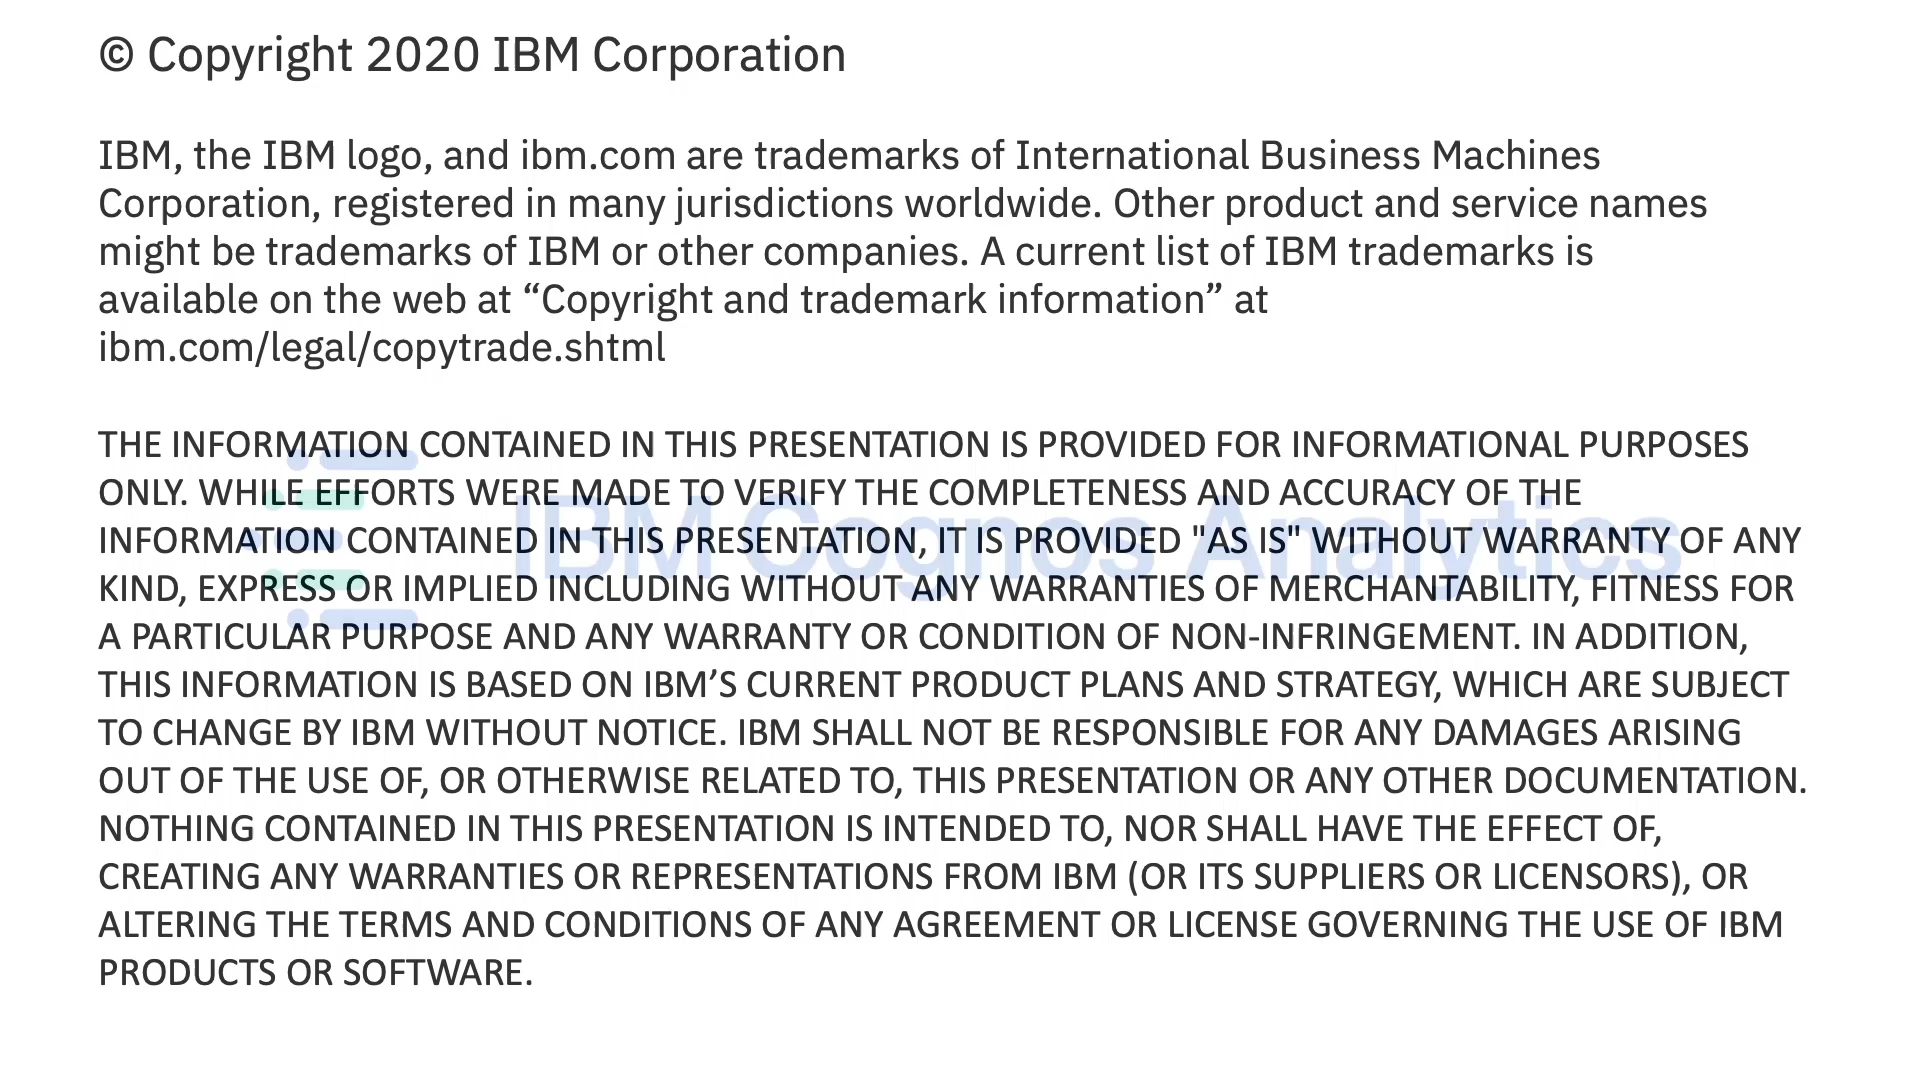 © Copyright 2020 IBM Corporation
IBM, the IBM logo, and ibm.com are trademarks of International Business Machines
Corporation, registered in many jurisdictions worldwide. Other product and service names
might be trademarks of IBM or other companies. A current list of IBM trademarks is
available on the web at “Copyright and trademark information” at
ibm.com/legal/copytrade.shtml
THE INFORMATION CONTAINED IN THIS PRESENTATION IS PROVIDED FOR INFORMATIONAL PURPOSES
ONLY. WHILE EFFORTS WERE MADE TO VERIFY THE COMPLETENESS AND ACCURACY OF THE
INFORMATION CONTAINED IN THIS PRESENTATION, IT IS PROVIDED "AS IS" WITHOUT WARRANTY OF ANY
KIND, EXPRESS OR IMPLIED INCLUDING WITHOUT ANY WARRANTIES OF MERCHANTABILITY, FITNESS FOR
A PARTICULAR PURPOSE AND ANY WARRANTY OR CONDITION OF NON-INFRINGEMENT. IN ADDITION,
THIS INFORMATION IS BASED ON IBM’S CURRENT PRODUCT PLANS AND STRATEGY, WHICH ARE SUBJECT
TO CHANGE BY IBM WITHOUT NOTICE. IBM SHALL NOT BE RESPONSIBLE FOR ANY DAMAGES ARISING
OUT OF THE USE OF, OR OTHERWISE RELATED TO, THIS PRESENTATION OR ANY OTHER DOCUMENTATION.
NOTHING CONTAINED IN THIS PRESENTATION IS INTENDED TO, NOR SHALL HAVE THE EFFECT OF,
CREATING ANY WARRANTIES OR REPRESENTATIONS FROM IBM (OR ITS SUPPLIERS OR LICENSORS), OR
ALTERING THE TERMS AND CONDITIONS OF ANY AGREEMENT OR LICENSE GOVERNING THE USE OF IBM
PRODUCTS OR SOFTWARE.
IBM Cognos Analytics